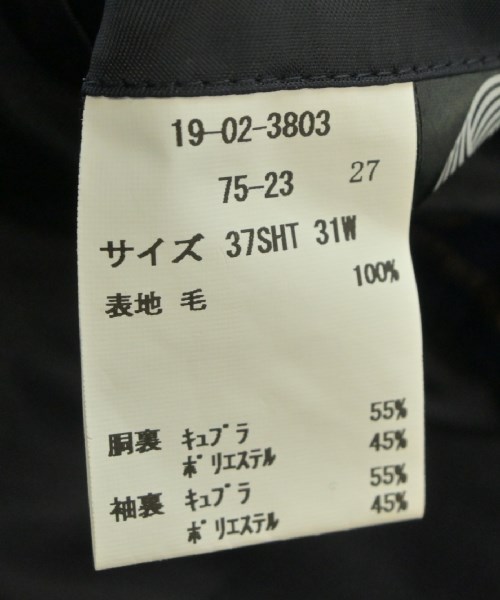 19-02-3803
75-23 27
サイズ 37SHT 31W
表地 毛 100%
胴裏 ｷｭﾌﾟﾗ 55%
ﾎﾟﾘｴｽﾃﾙ 45%
袖裏 ｷｭﾌﾟﾗ 55%
ﾎﾟﾘｴｽﾃﾙ 45%